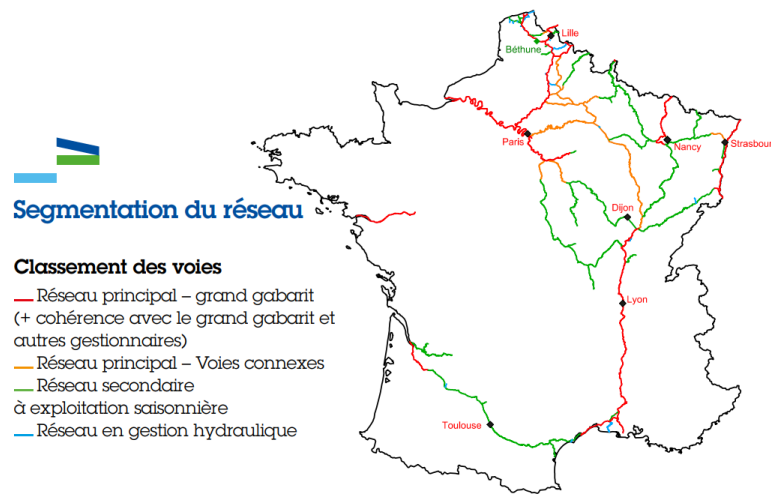 Lille
Béthune
Paris
Nancy
Strasbour
Segmentation du réseau
Dijon
Classement des voies
Réseau principal – grand gabarit
(+ cohérence avec le grand gabarit et
autres gestionnaires)
Réseau principal – Voies connexes
Réseau secondaire
à exploitation saisonnière
Réseau en gestion hydraulique
Lyon
Toulouse